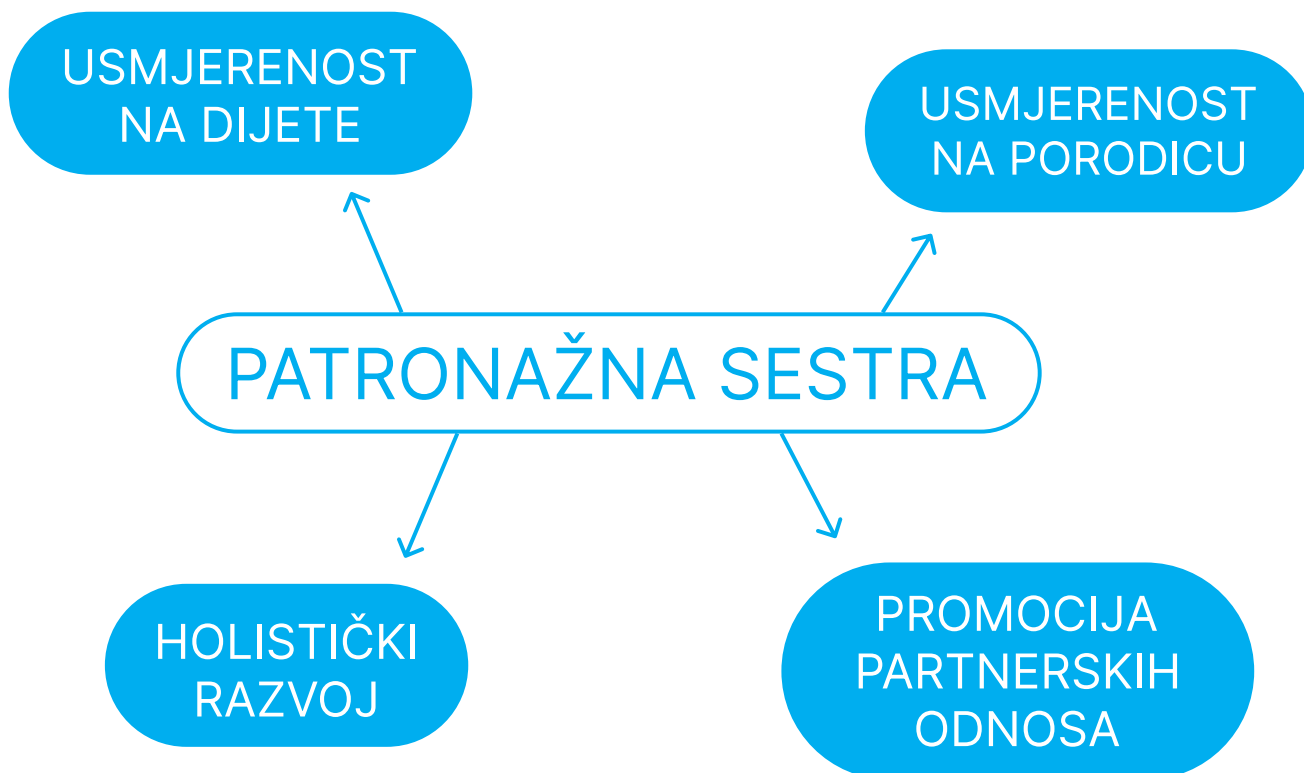 USMJERENOST
NA DIJETE
USMJERENOST
NA PORODICU
PATRONAŽNA SESTRA
HOLISTIČKI
RAZVOJ
PROMOCIJA
PARTNERSKIH
ODNOSA